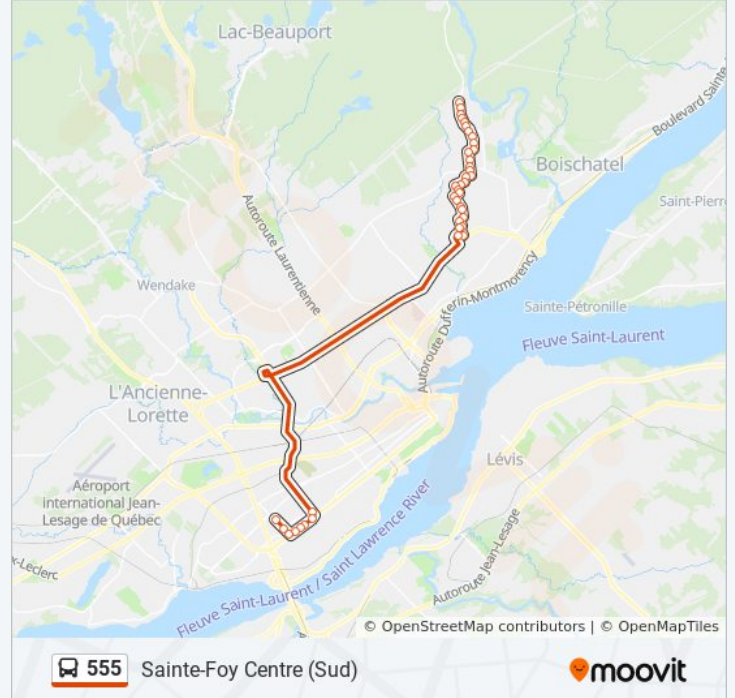 Lac-Beauport
Boulevard Sainte-
Boischatel
Saint-Pierr
Autoroute Laurentienne
Wendake
Autoroute Dufferin-Montmorency
Sainte-Pétronille
Fleuve Saint-Laurent
L'Ancienne-
Lorette
Lévis
Aéroport
international Jean-
Lesage de Québec
x-Leclerc
Fleuve Saint-Laurent / Saint Lawrence River
Autoroute Jean-Lesage
© OpenStreetMap contributors | © OpenMapTiles
555 Sainte-Foy Centre (Sud)
moovit